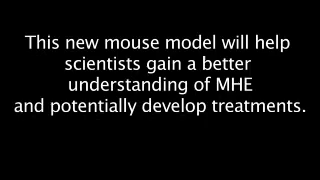 This new mouse model will help
scientists gain a better
understanding of MHE
and potentially develop treatments.